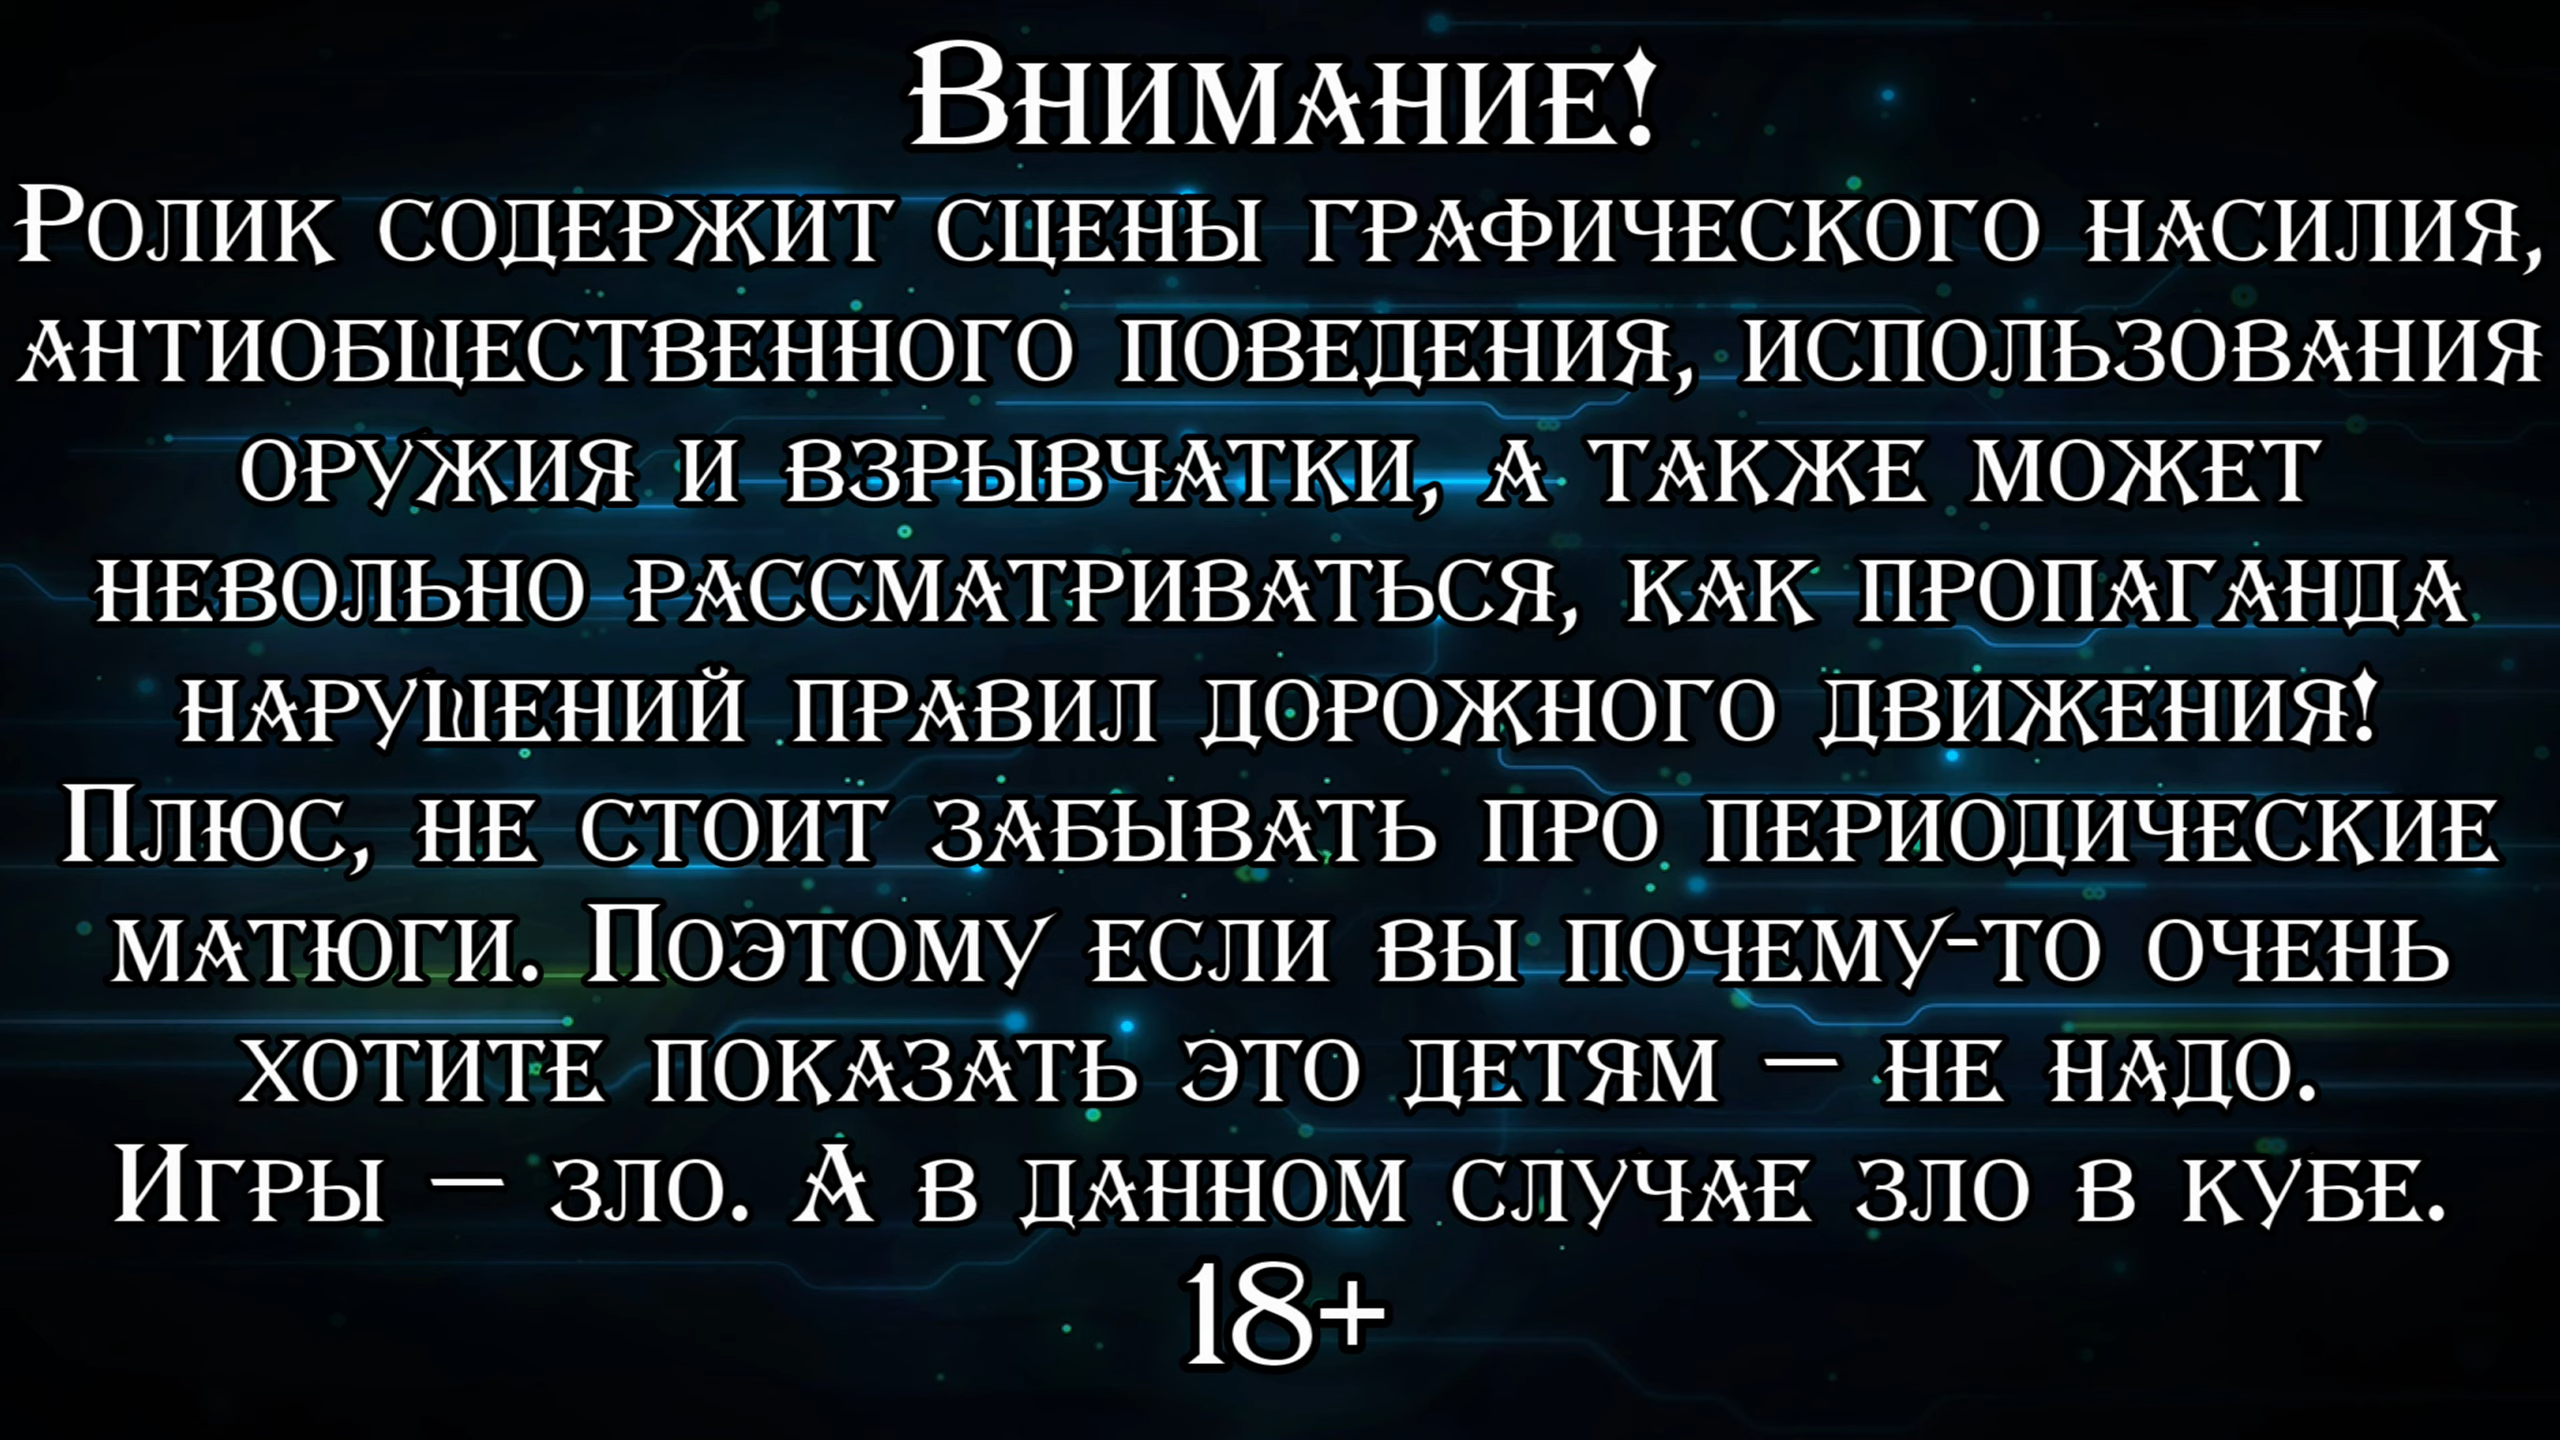 Внимание!
Ролик содержит сцены графического насилия,
антиобщественного поведения, использования
оружия и взрывчатки, а также может
невольно рассматриваться, как пропаганда
нарушений правил дорожного движения!
Плюс, не стоит забывать про периодические
матюги. Поэтому если вы почему-то очень
хотите показать это детям — не надо.
Игры — зло. А в данном случае зло в кубе.
18+